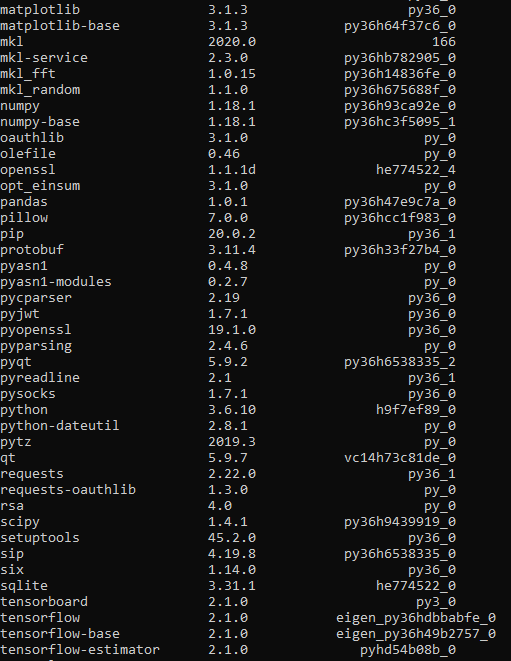 matplotlib 3.1.3 py36_0
matplotlib-base 3.1.3 py36h64f37c6_0
mkl 2020.0 166
mkl-service 2.3.0 py36hb782905_0
mkl_fft 1.0.15 py36h14836fe_0
mkl_random 1.1.0 py36h675688f_0
numpy 1.18.1 py36h93ca92e_0
numpy-base 1.18.1 py36hc3f5095_1
oauthlib 3.1.0 py_0
olefile 0.46 py_0
openssl 1.1.1d he774522_4
opt_einsum 3.1.0 py_0
pandas 1.0.1 py36h47e9c7a_0
pillow 7.0.0 py36hcc1f983_0
pip 20.0.2 py36_1
protobuf 3.11.4 py36h33f27b4_0
pyasn1 0.4.8 py_0
pyasn1-modules 0.2.7 py_0
pycparser 2.19 py36_0
pyjwt 1.7.1 py36_0
pyopenssl 19.1.0 py36_0
pyparsing 2.4.6 py_0
pyqt 5.9.2 py36h6538335_2
pyreadline 2.1 py36_1
pysocks 1.7.1 py36_0
python 3.6.10 h9f7ef89_0
python-dateutil 2.8.1 py_0
pytz 2019.3 py_0
qt 5.9.7 vc14h73c81de_0
requests 2.22.0 py36_1
requests-oauthlib 1.3.0 py_0
rsa 4.0 py_0
scipy 1.4.1 py36h9439919_0
setuptools 45.2.0 py36_0
sip 4.19.8 py36h6538335_0
six 1.14.0 py36_0
sqlite 3.31.1 he774522_0
tensorboard 2.1.0 py3_0
tensorflow 2.1.0 eigen_py36hdbbabfe_0
tensorflow-base 2.1.0 eigen_py36h49b2757_0
tensorflow-estimator 2.1.0 pyhd54b08b_0